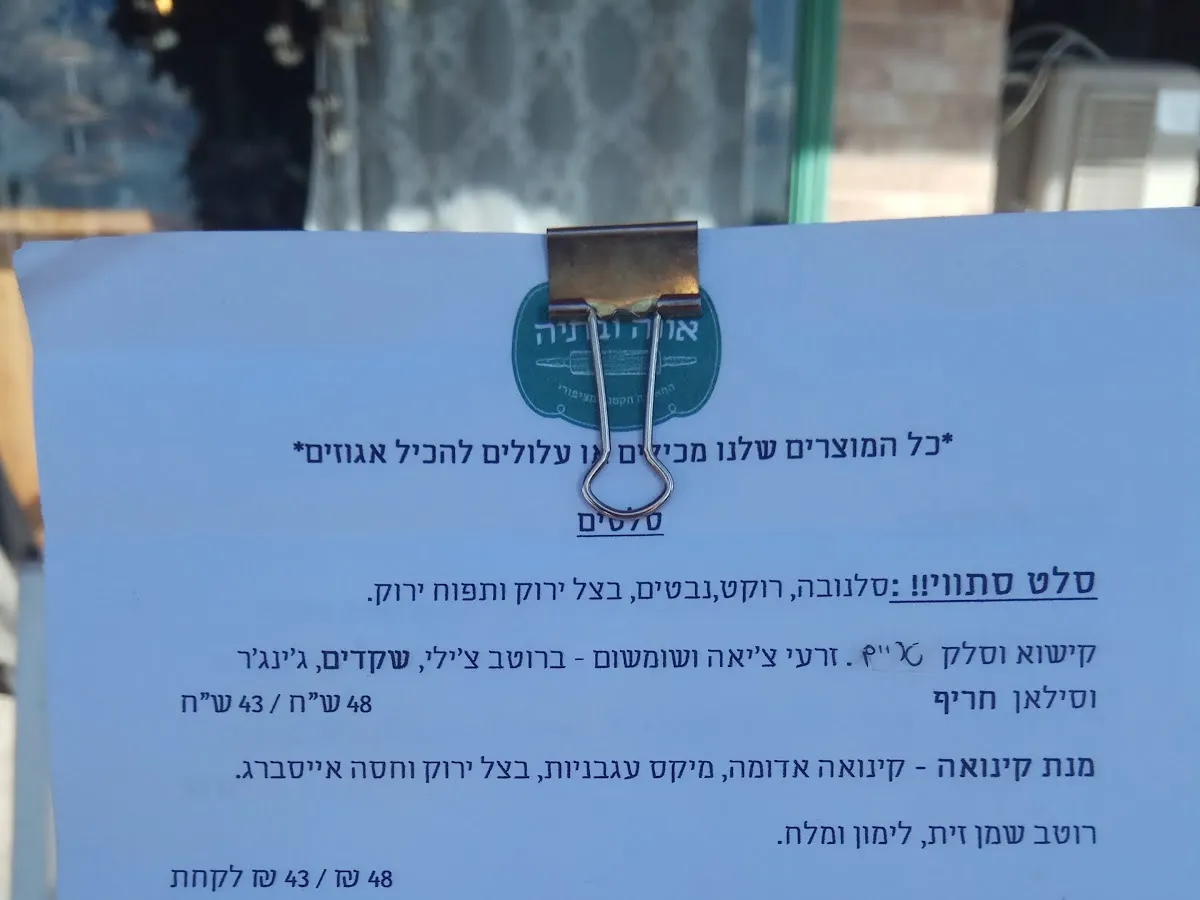 *כל המוצרים שלנו או עלולים להכיל אגוזים*
סלטים
סלט סתווי!! :סלנובה, רוקט,נבטים, בצל ירוק ותפוח ירוק.
קישוא וסלק טריים. זרעי צ'יאה ושומשום - ברוטב צ'ילי, שקדים, ג'ינג'ר
וסילאן חריף 48 ש"ח / 43 ש"ח
מנת קינואה - קינואה אדומה, מיקס עגבניות, בצל ירוק וחסה אייסברג.
רוטב שמן זית, לימון ומלח.
48 ₪ / 43 ₪ לקחת